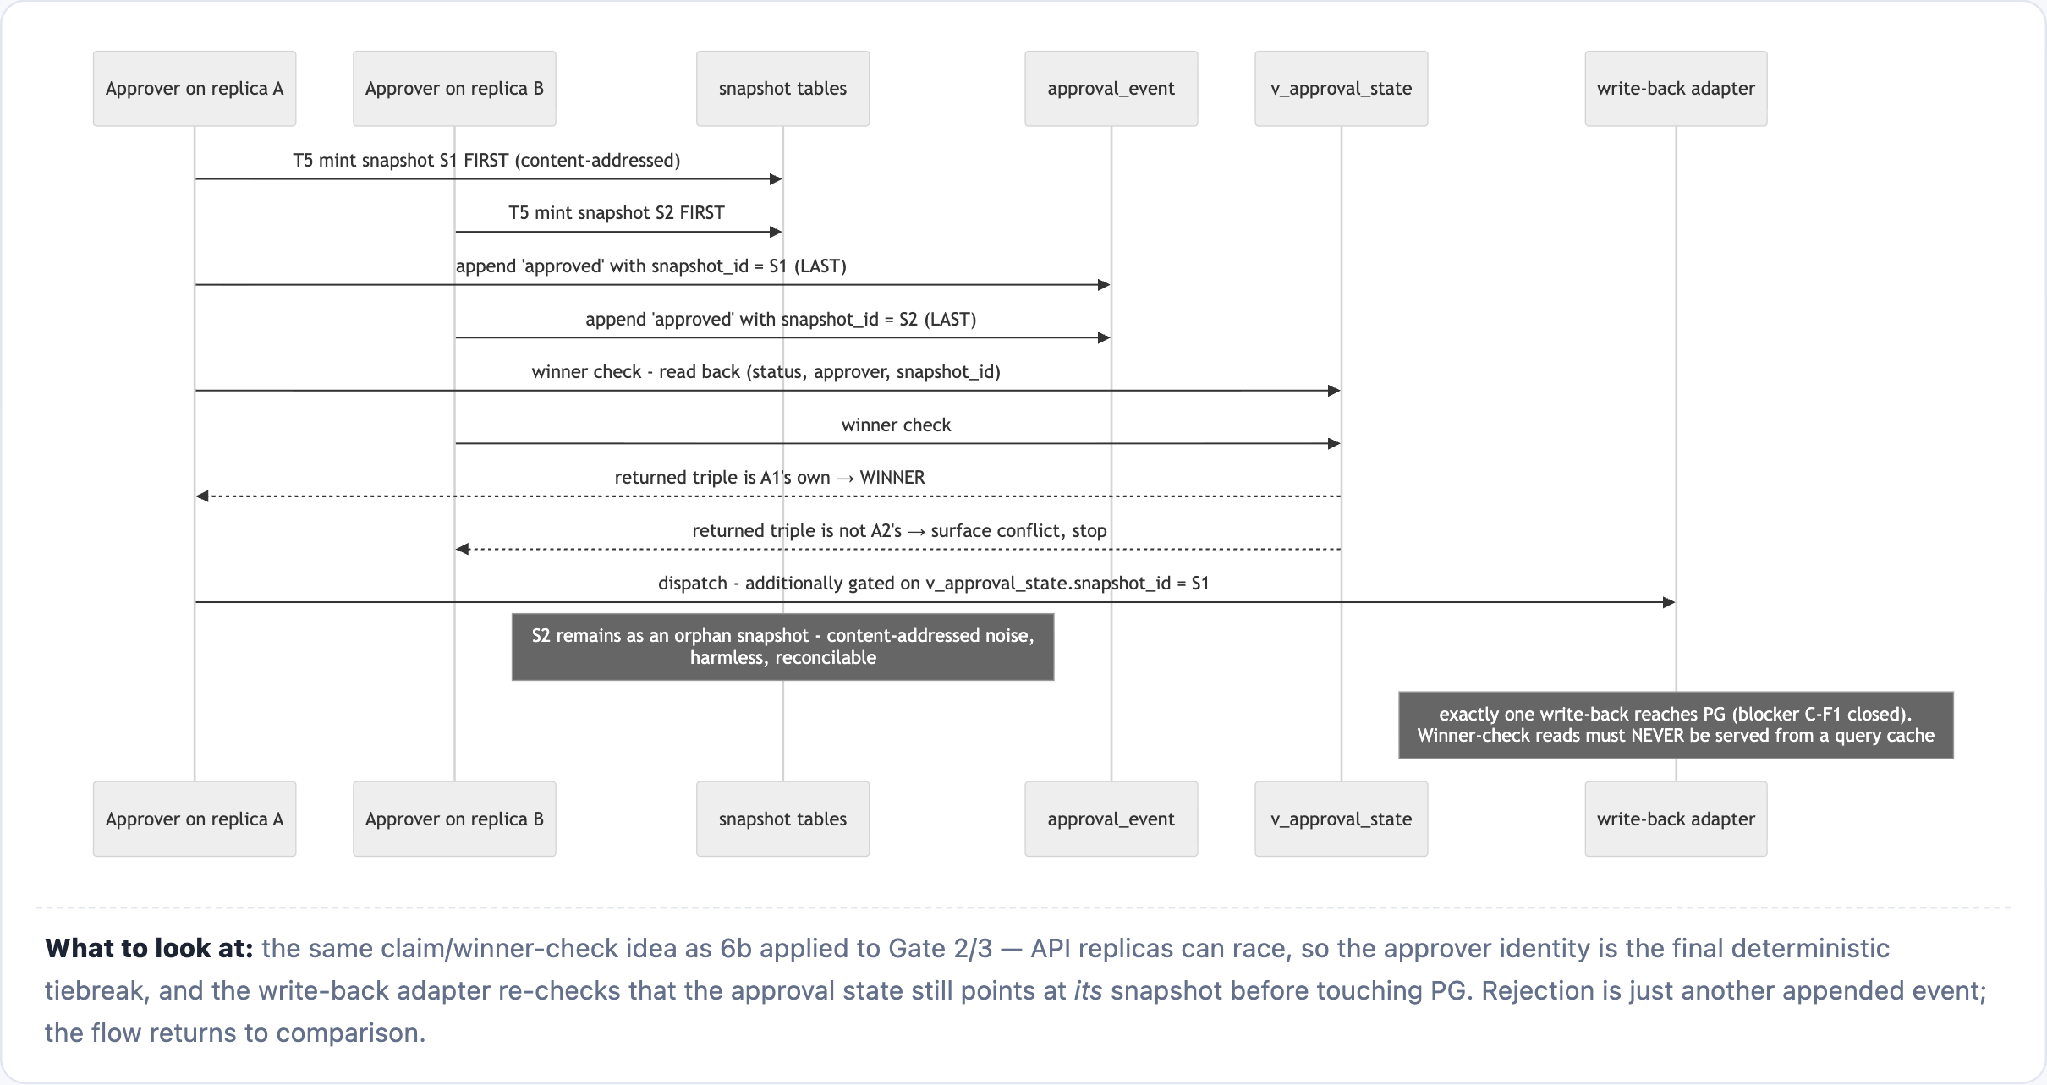 Approver on replica A
Approver on replica B
snapshot tables
approval_event
v_approval_state
write-back adapter
T5 mint snapshot S1 FIRST (content-addressed)
T5 mint snapshot S2 FIRST
append 'approved' with snapshot_id = S1 (LAST)
append 'approved' with snapshot_id = S2 (LAST)
winner check - read back (status, approver, snapshot_id)
winner check
returned triple is A1's own → WINNER
returned triple is not A2's → surface conflict, stop
dispatch - additionally gated on v_approval_state.snapshot_id = S1
S2 remains as an orphan snapshot - content-addressed noise,
harmless, reconcilable
exactly one write-back reaches PG (blocker C-F1 closed).
Winner-check reads must NEVER be served from a query cache
Approver on replica A
Approver on replica B
snapshot tables
approval_event
v_approval_state
write-back adapter
What to look at: the same claim/winner-check idea as 6b applied to Gate 2/3 — API replicas can race, so the approver identity is the final deterministic
tiebreak, and the write-back adapter re-checks that the approval state still points at its snapshot before touching PG. Rejection is just another appended event;
the flow returns to comparison.